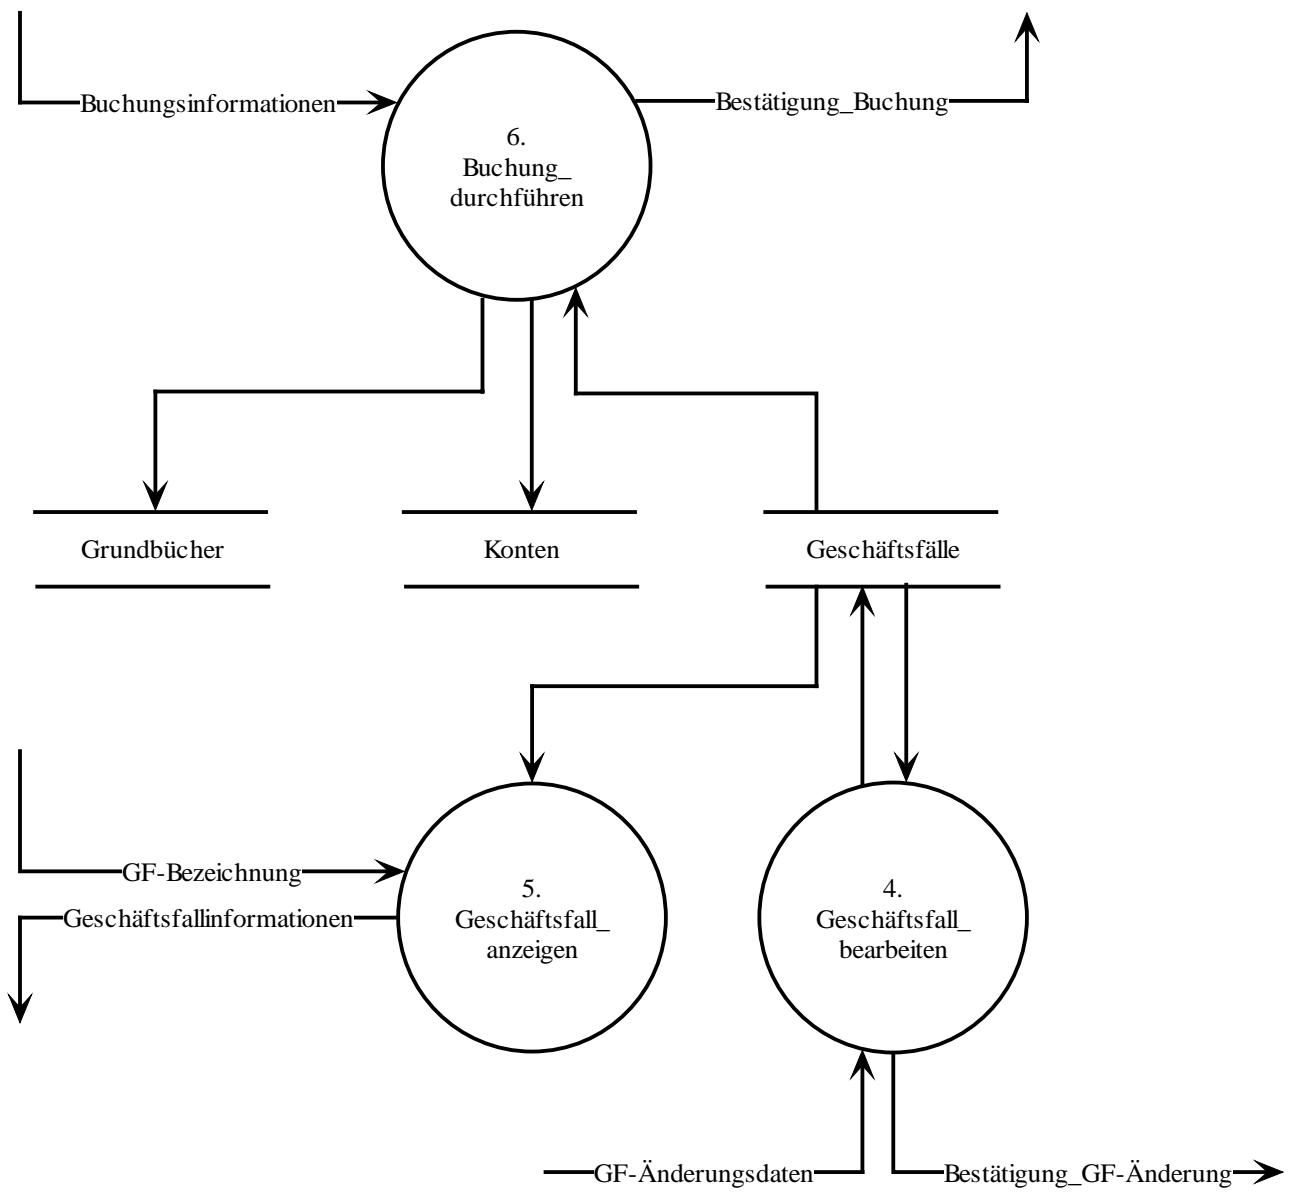 Buchungsinformationen
Bestätigung_Buchung
6.
Buchung_
durchführen
Grundbücher
Konten
Geschäftsfälle
GF-Bezeichnung
Geschäftsfallinformationen
5.
Geschäftsfall_
anzeigen
4.
Geschäftsfall_
bearbeiten
GF-Änderungsdaten
Bestätigung_GF-Änderung